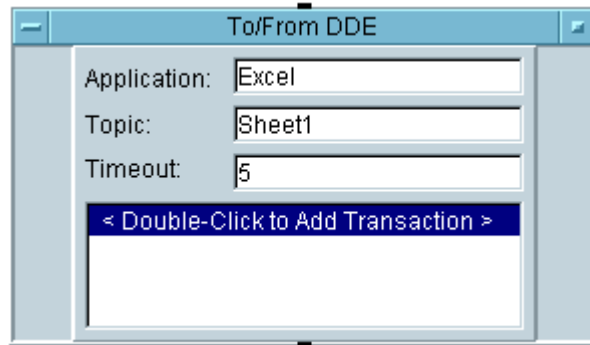 To/From DDE
Application: Excel
Topic: Sheet1
Timeout: 5
< Double-Click to Add Transaction >